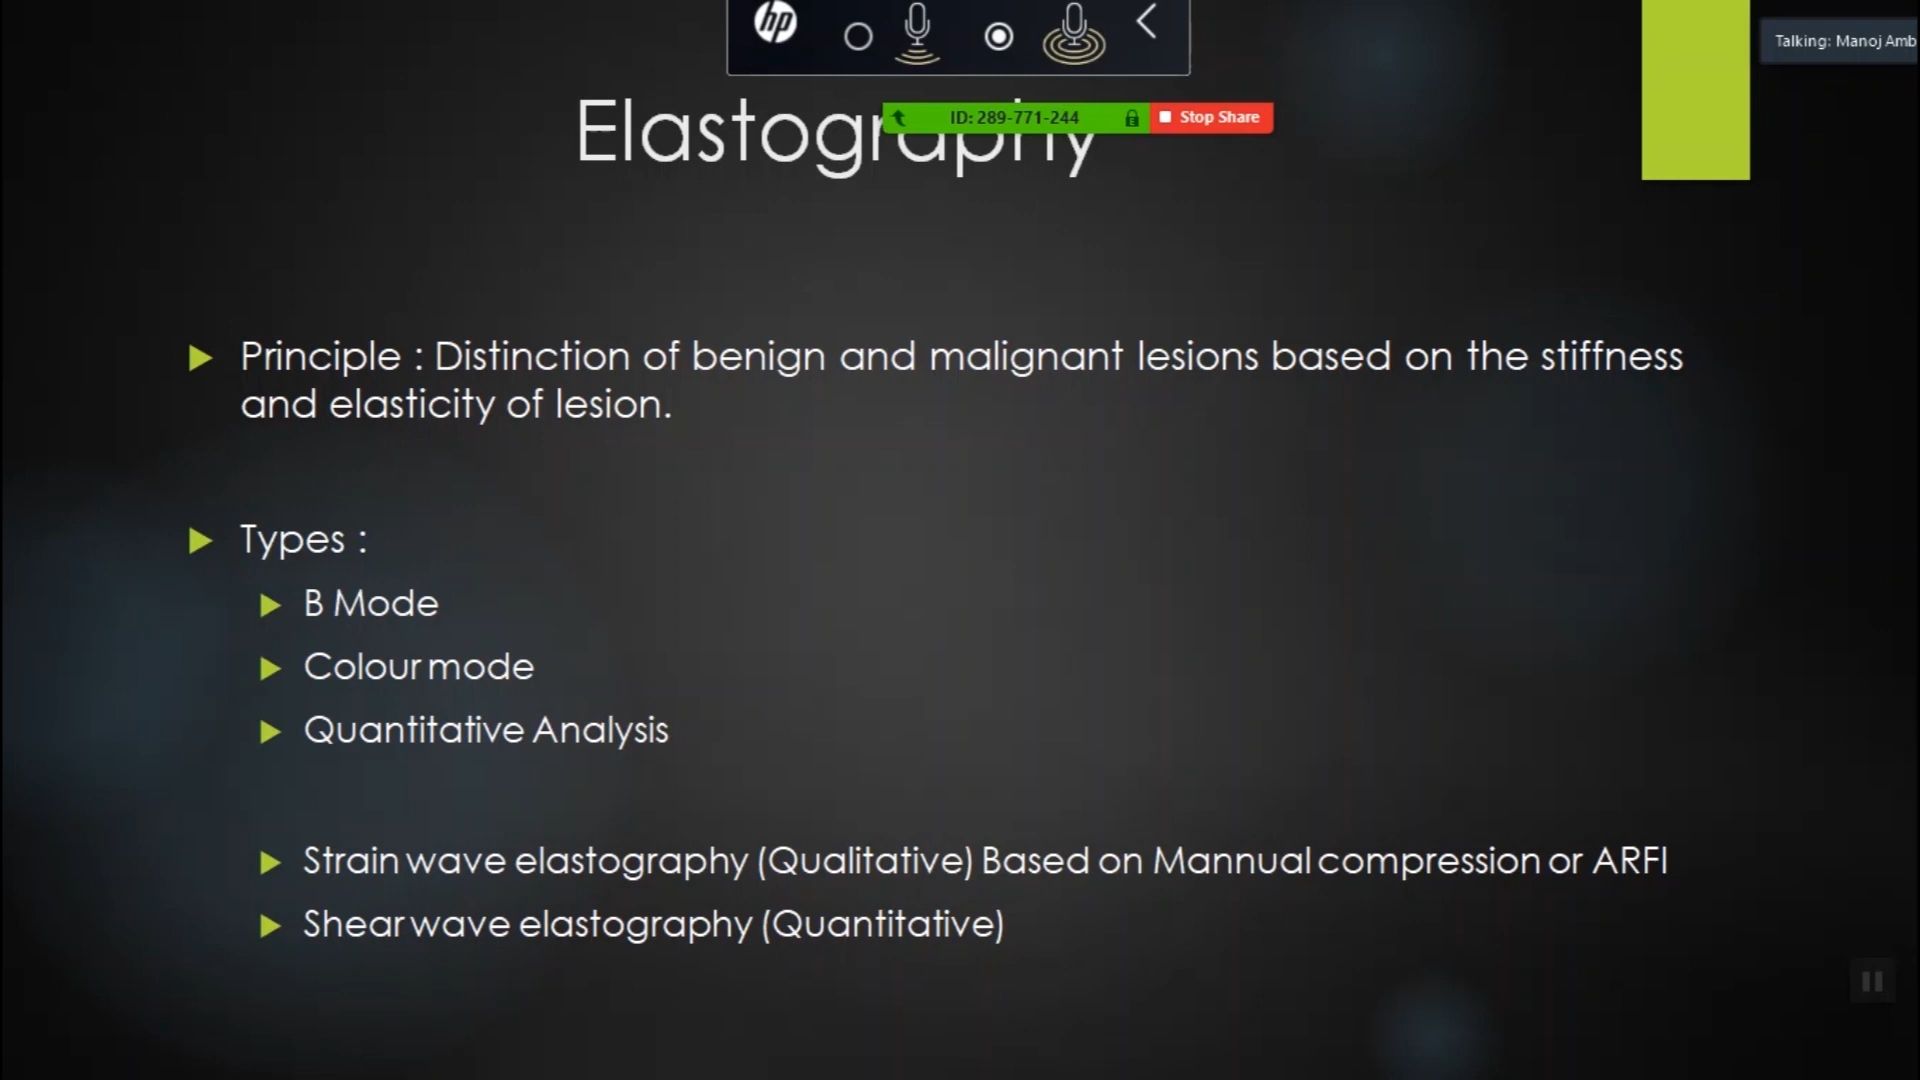 hp
Talking: Manoj Amb
ID: 289-771-244
Stop Share
Elastography
Principle : Distinction of benign and malignant lesions based on the stiffness
and elasticity of lesion.
Types :
B Mode
Colour mode
Quantitative Analysis
Strain wave elastography (Qualitative) Based on Mannual compression or ARFI
Shear wave elastography (Quantitative)